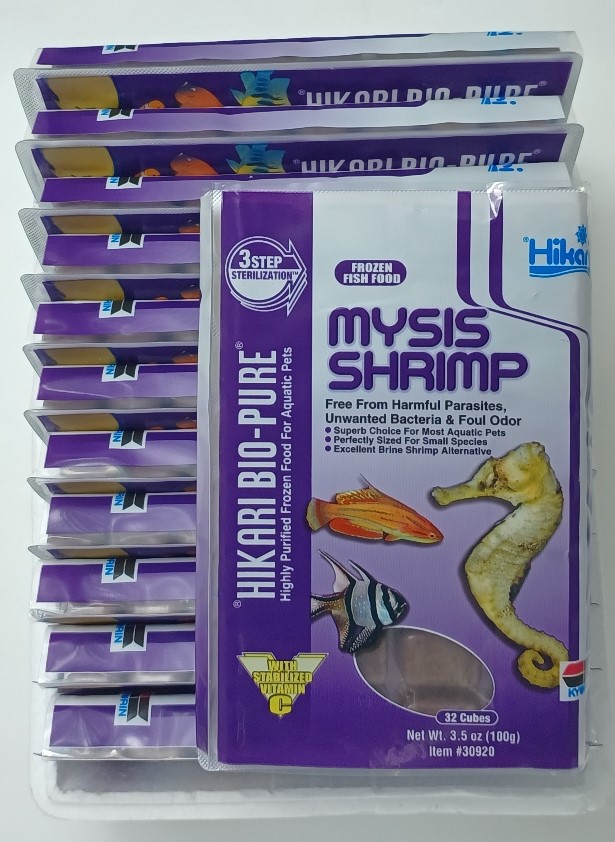 HIKARI BIO-PURE®
HIKARI BIO-PURE®
3 STEP
STERILIZATION™
FROZEN
FISH FOOD
MYSIS
SHRIMP
Free From Harmful Parasites,
Unwanted Bacteria & Foul Odor
• Superb Choice For Most Aquatic Pets
• Perfectly Sized For Small Species
• Excellent Brine Shrimp Alternative
®HIKARI BIO-PURE®
Highly Purified Frozen Food For Aquatic Pets
WITH
STABILIZED
VITAMIN
C
32 Cubes
Net Wt. 3.5 oz (100g)
Item #30920